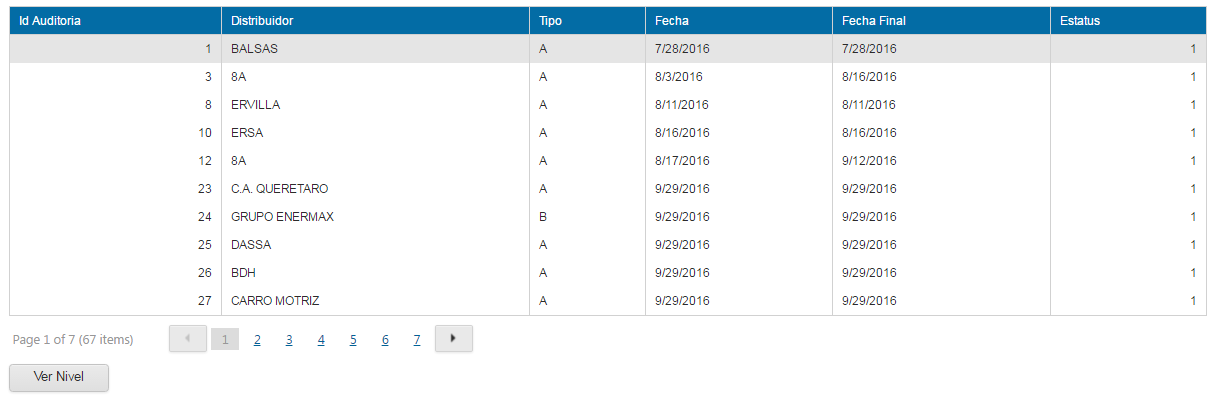 Id Auditoria Distribuidor Tipo Fecha Fecha Final Estatus
1 BALSAS A 7/28/2016 7/28/2016 1
3 8A A 8/3/2016 8/16/2016 1
8 ERVILLA A 8/11/2016 8/11/2016 1
10 ERSA A 8/16/2016 8/16/2016 1
12 8A A 8/17/2016 9/12/2016 1
23 C.A. QUERETARO A 9/29/2016 9/29/2016 1
24 GRUPO ENERMAX B 9/29/2016 9/29/2016 1
25 DASSA A 9/29/2016 9/29/2016 1
26 BDH A 9/29/2016 9/29/2016 1
27 CARRO MOTRIZ A 9/29/2016 9/29/2016 1
Page 1 of 7 (67 items) 1 2 3 4 5 6 7
Ver Nivel